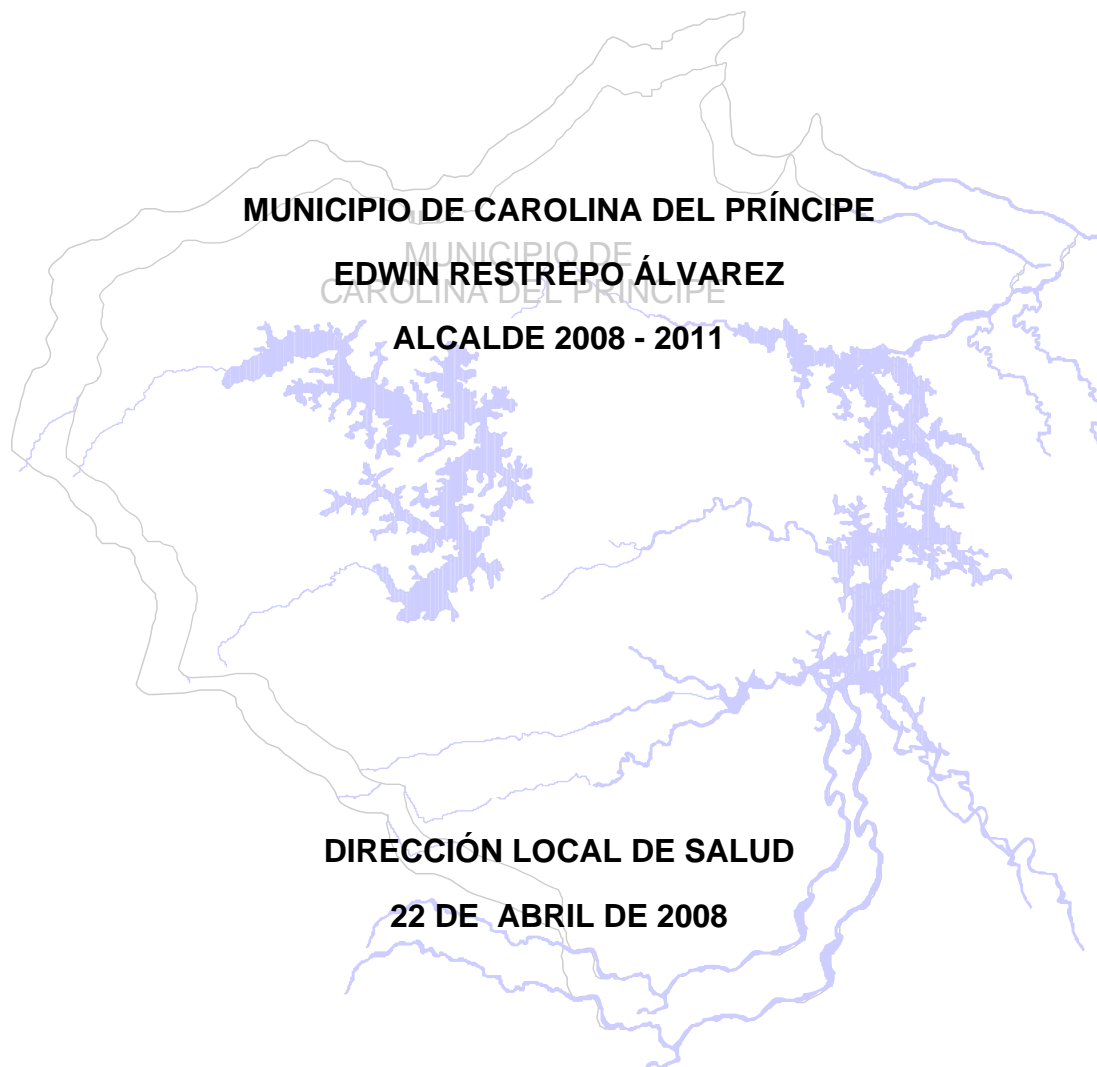 MUNICIPIO DE CAROLINA DEL PRÍNCIPE
MUNICIPIO DE
EDWIN RESTREPO ÁLVAREZ
CAROLINA DEL PRINCIPE
ALCALDE 2008 - 2011
DIRECCIÓN LOCAL DE SALUD
22 DE ABRIL DE 2008